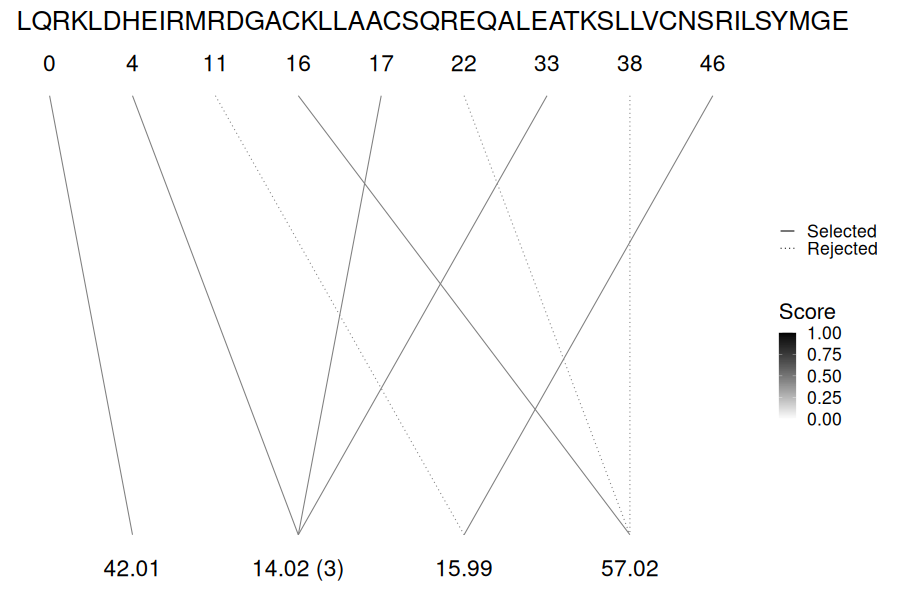 LQRKLDHEIRMRDGACKLLAACSQREQALEATKSLLVCNSRILSYMGE
0 4 11 16 17 22 33 38 46
Selected
Rejected
Score
1.00
0.75
0.50
0.25
0.00
42.01 14.02 (3) 15.99 57.02